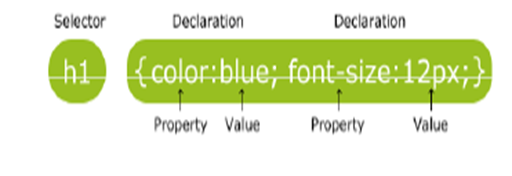 Selector Declaration Declaration
h1 { color:blue; font-size:12px; }
Property Value Property Value